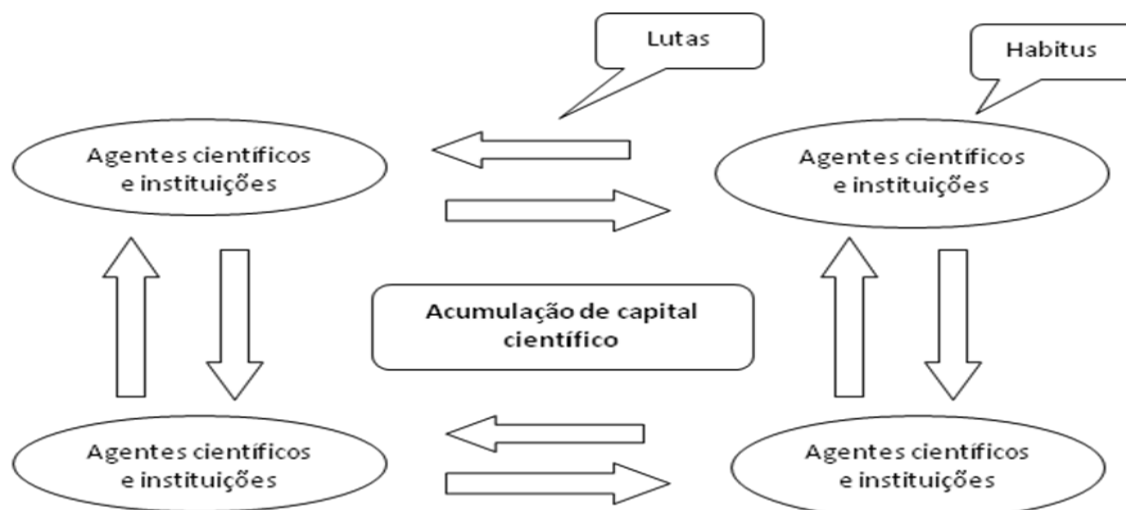 Lutas
Habitus
Agentes científicos
e instituições
Agentes científicos
e instituições
Acumulação de capital
científico
Agentes científicos
e instituições
Agentes científicos
e instituições